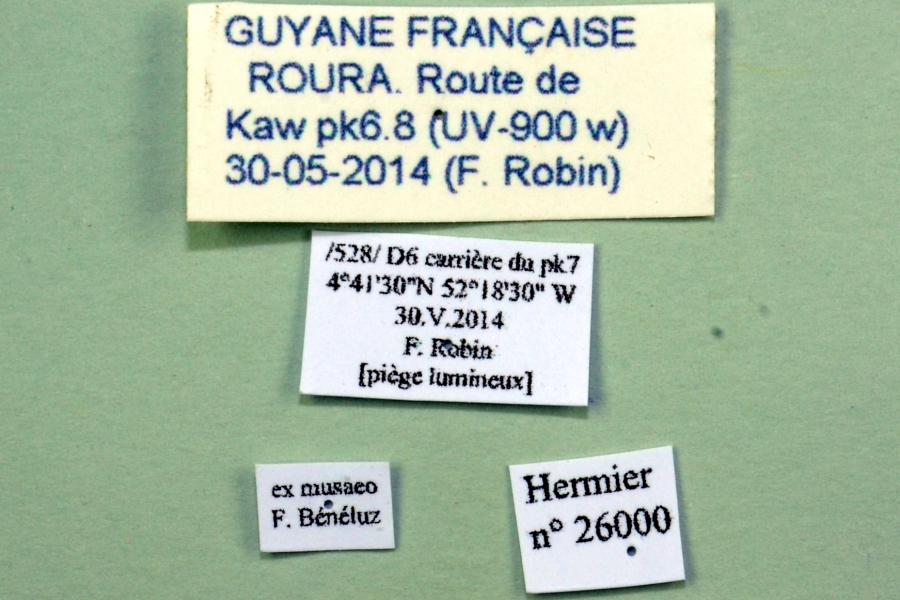 GUYANE FRANÇAISE
ROURA. Route de
Kaw pk6.8 (UV-900 w)
30-05-2014 (F. Robin)
/528/ D6 carrière du pk7
4°41'30"N 52°18'30" W
30.V.2014
F. Robin
[piège lumineux]
ex musaeo
F. Bénéluz
Hermier
n° 26000